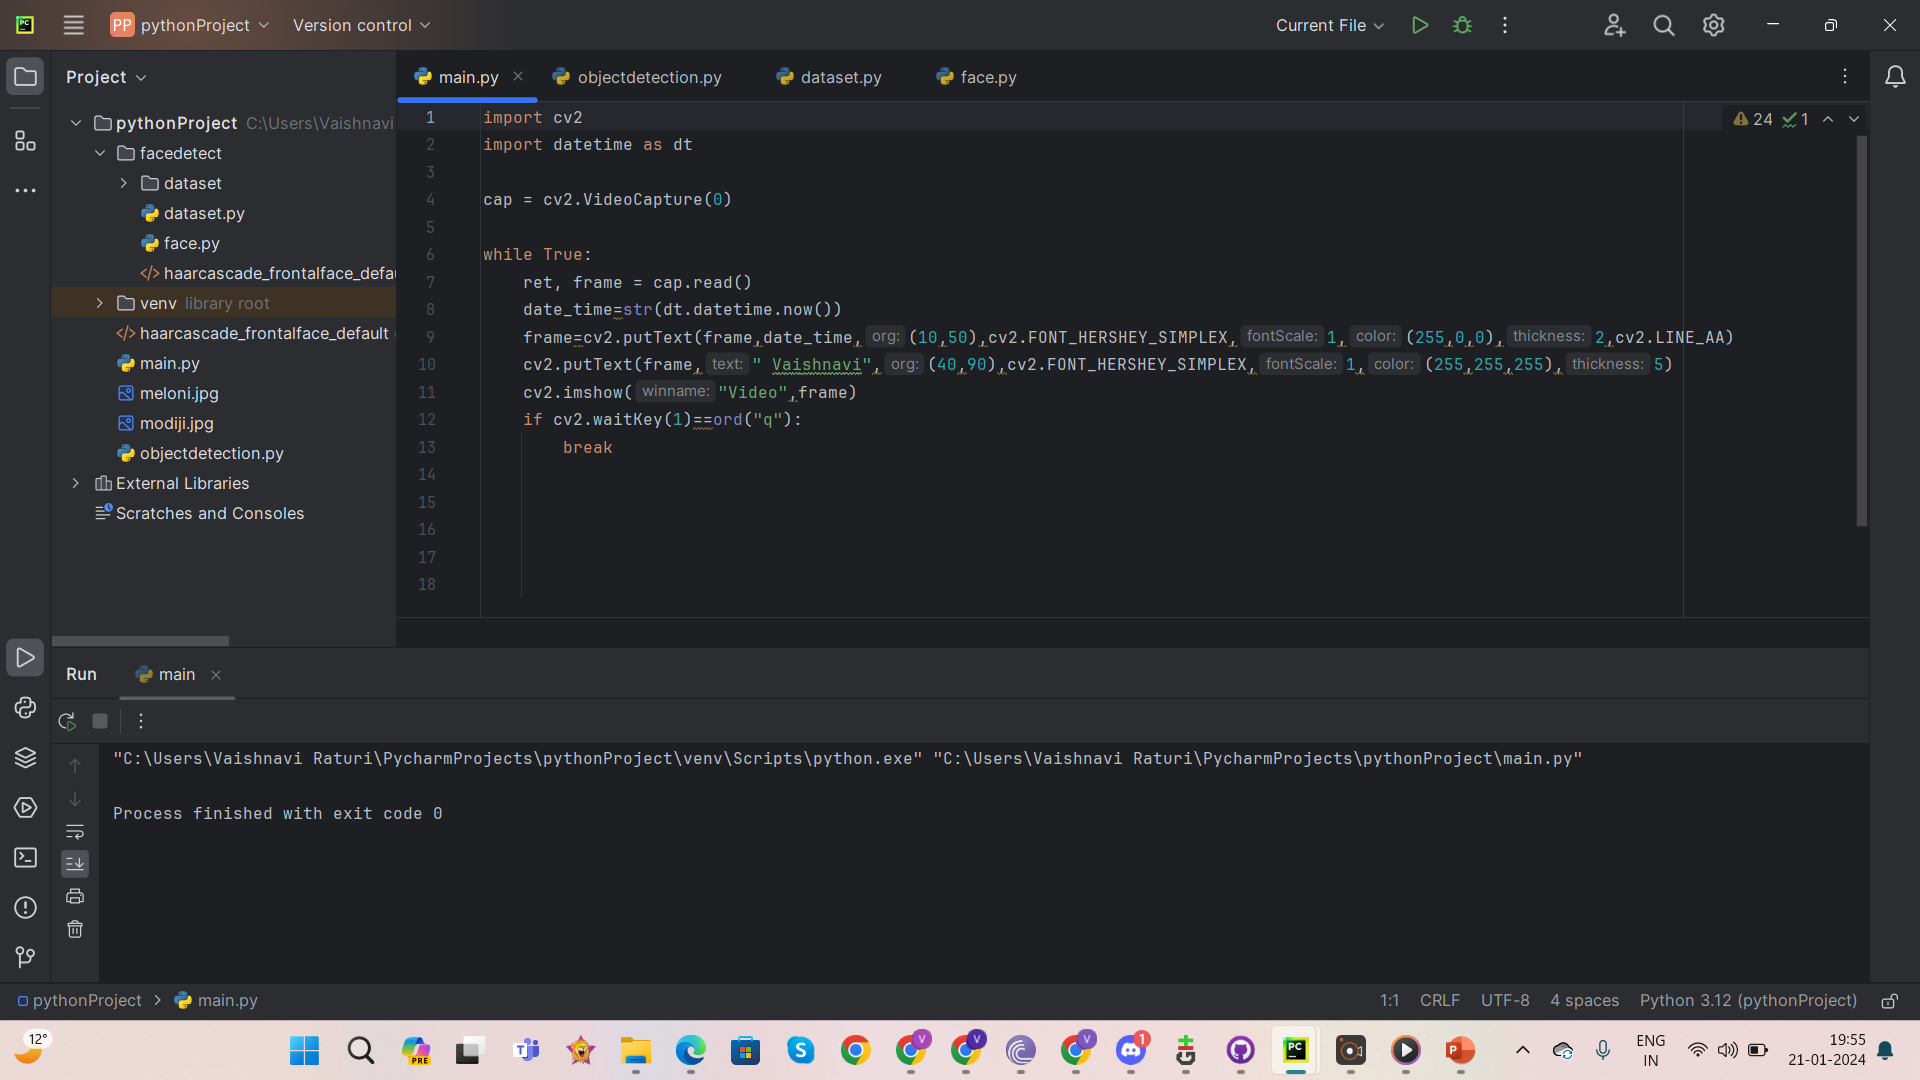 PC PP pythonProject Version control Current File
Project
main.py objectdetection.py dataset.py face.py
pythonProject C:\Users\Vaishnavi
facedetect
dataset
dataset.py
face.py
haarcascade_frontalface_defau
venv library root
haarcascade_frontalface_default
main.py
meloni.jpg
modiji.jpg
objectdetection.py
External Libraries
Scratches and Consoles
24 1
1 import cv2
2 import datetime as dt
3
4 cap = cv2.VideoCapture(0)
5
6 while True:
7 ret, frame = cap.read()
8 date_time=str(dt.datetime.now())
9 frame=cv2.putText(frame,date_time, org: (10,50),cv2.FONT_HERSHEY_SIMPLEX, fontScale: 1, color: (255,0,0), thickness: 2,cv2.LINE_AA)
10 cv2.putText(frame, text: " Vaishnavi", org: (40,90),cv2.FONT_HERSHEY_SIMPLEX, fontScale: 1, color: (255,255,255), thickness: 5)
11 cv2.imshow( winname: "Video",frame)
12 if cv2.waitKey(1)==ord("q"):
13 break
14
15
16
17
18
Run main
"C:\Users\Vaishnavi Raturi\PycharmProjects\pythonProject\venv\Scripts\python.exe" "C:\Users\Vaishnavi Raturi\PycharmProjects\pythonProject\main.py"
Process finished with exit code 0
pythonProject > main.py 1:1 CRLF UTF-8 4 spaces Python 3.12 (pythonProject)
12° PRE T S V V V 1 PC P ENG 19:55
IN 21-01-2024